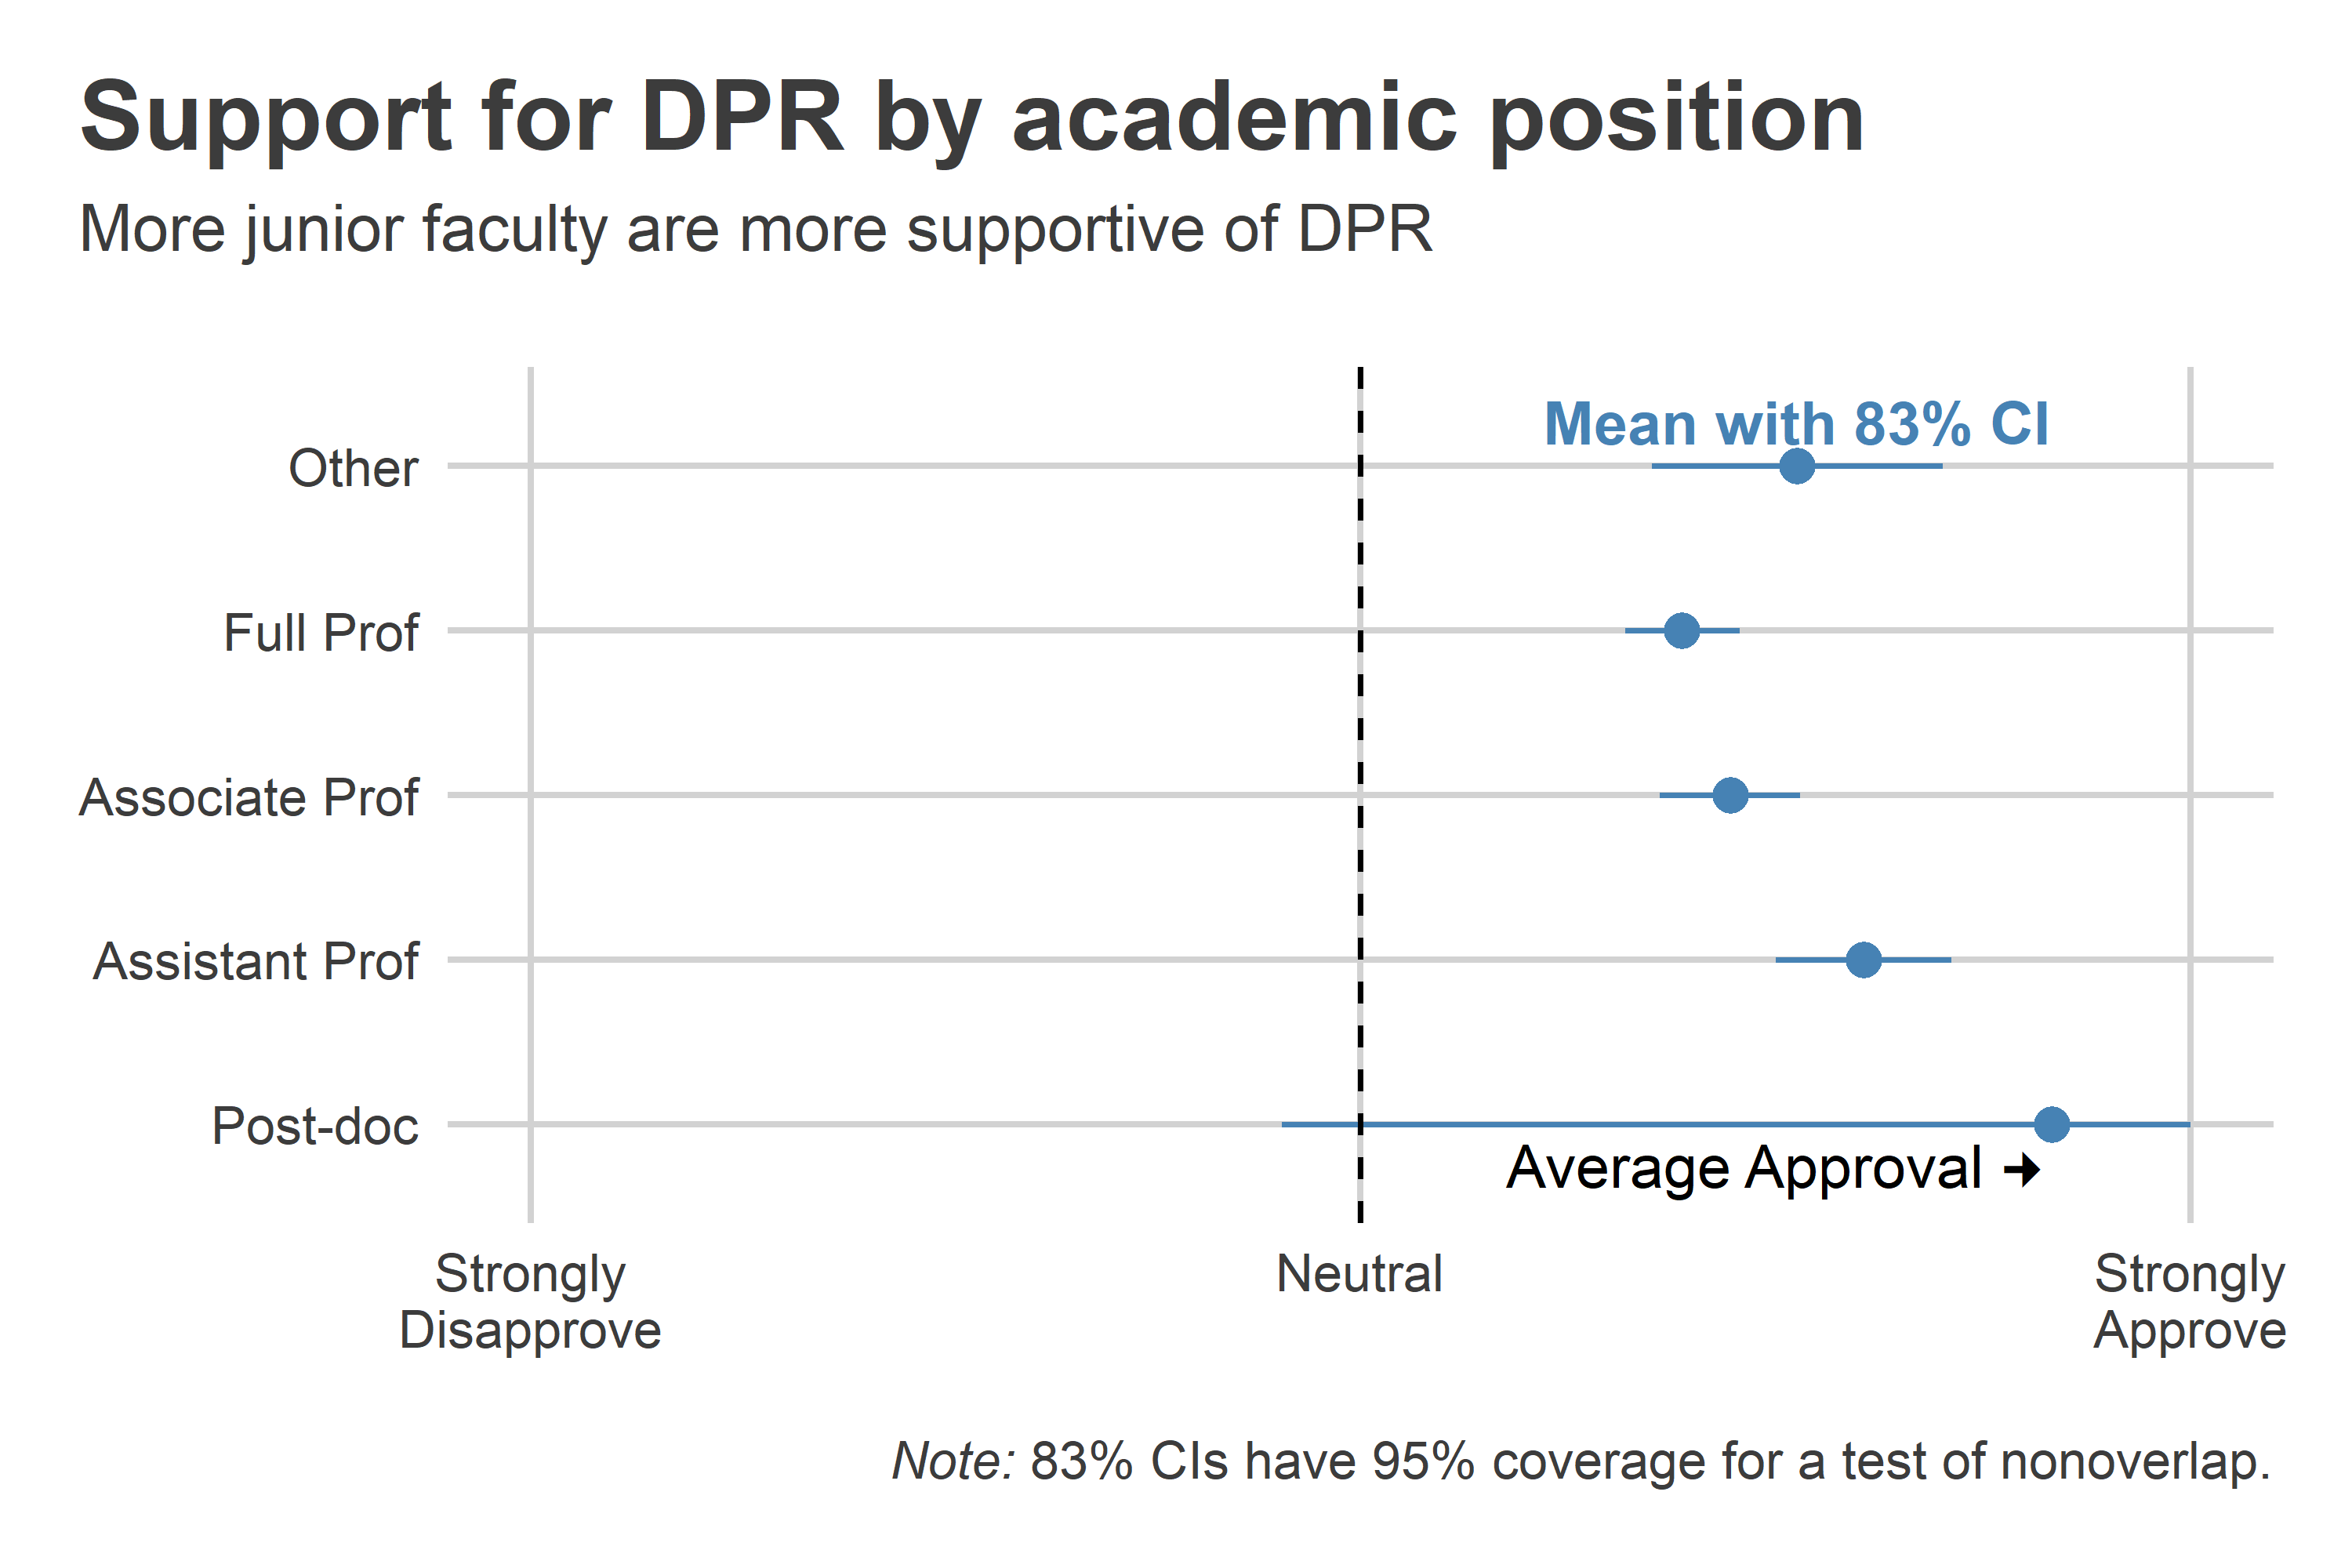 Support for DPR by academic position
More junior faculty are more supportive of DPR
Mean with 83% CI
Other
Full Prof
Associate Prof
Assistant Prof
Post-doc
Average Approval →
Strongly
Disapprove
Neutral
Strongly
Approve
Note: 83% CIs have 95% coverage for a test of nonoverlap.